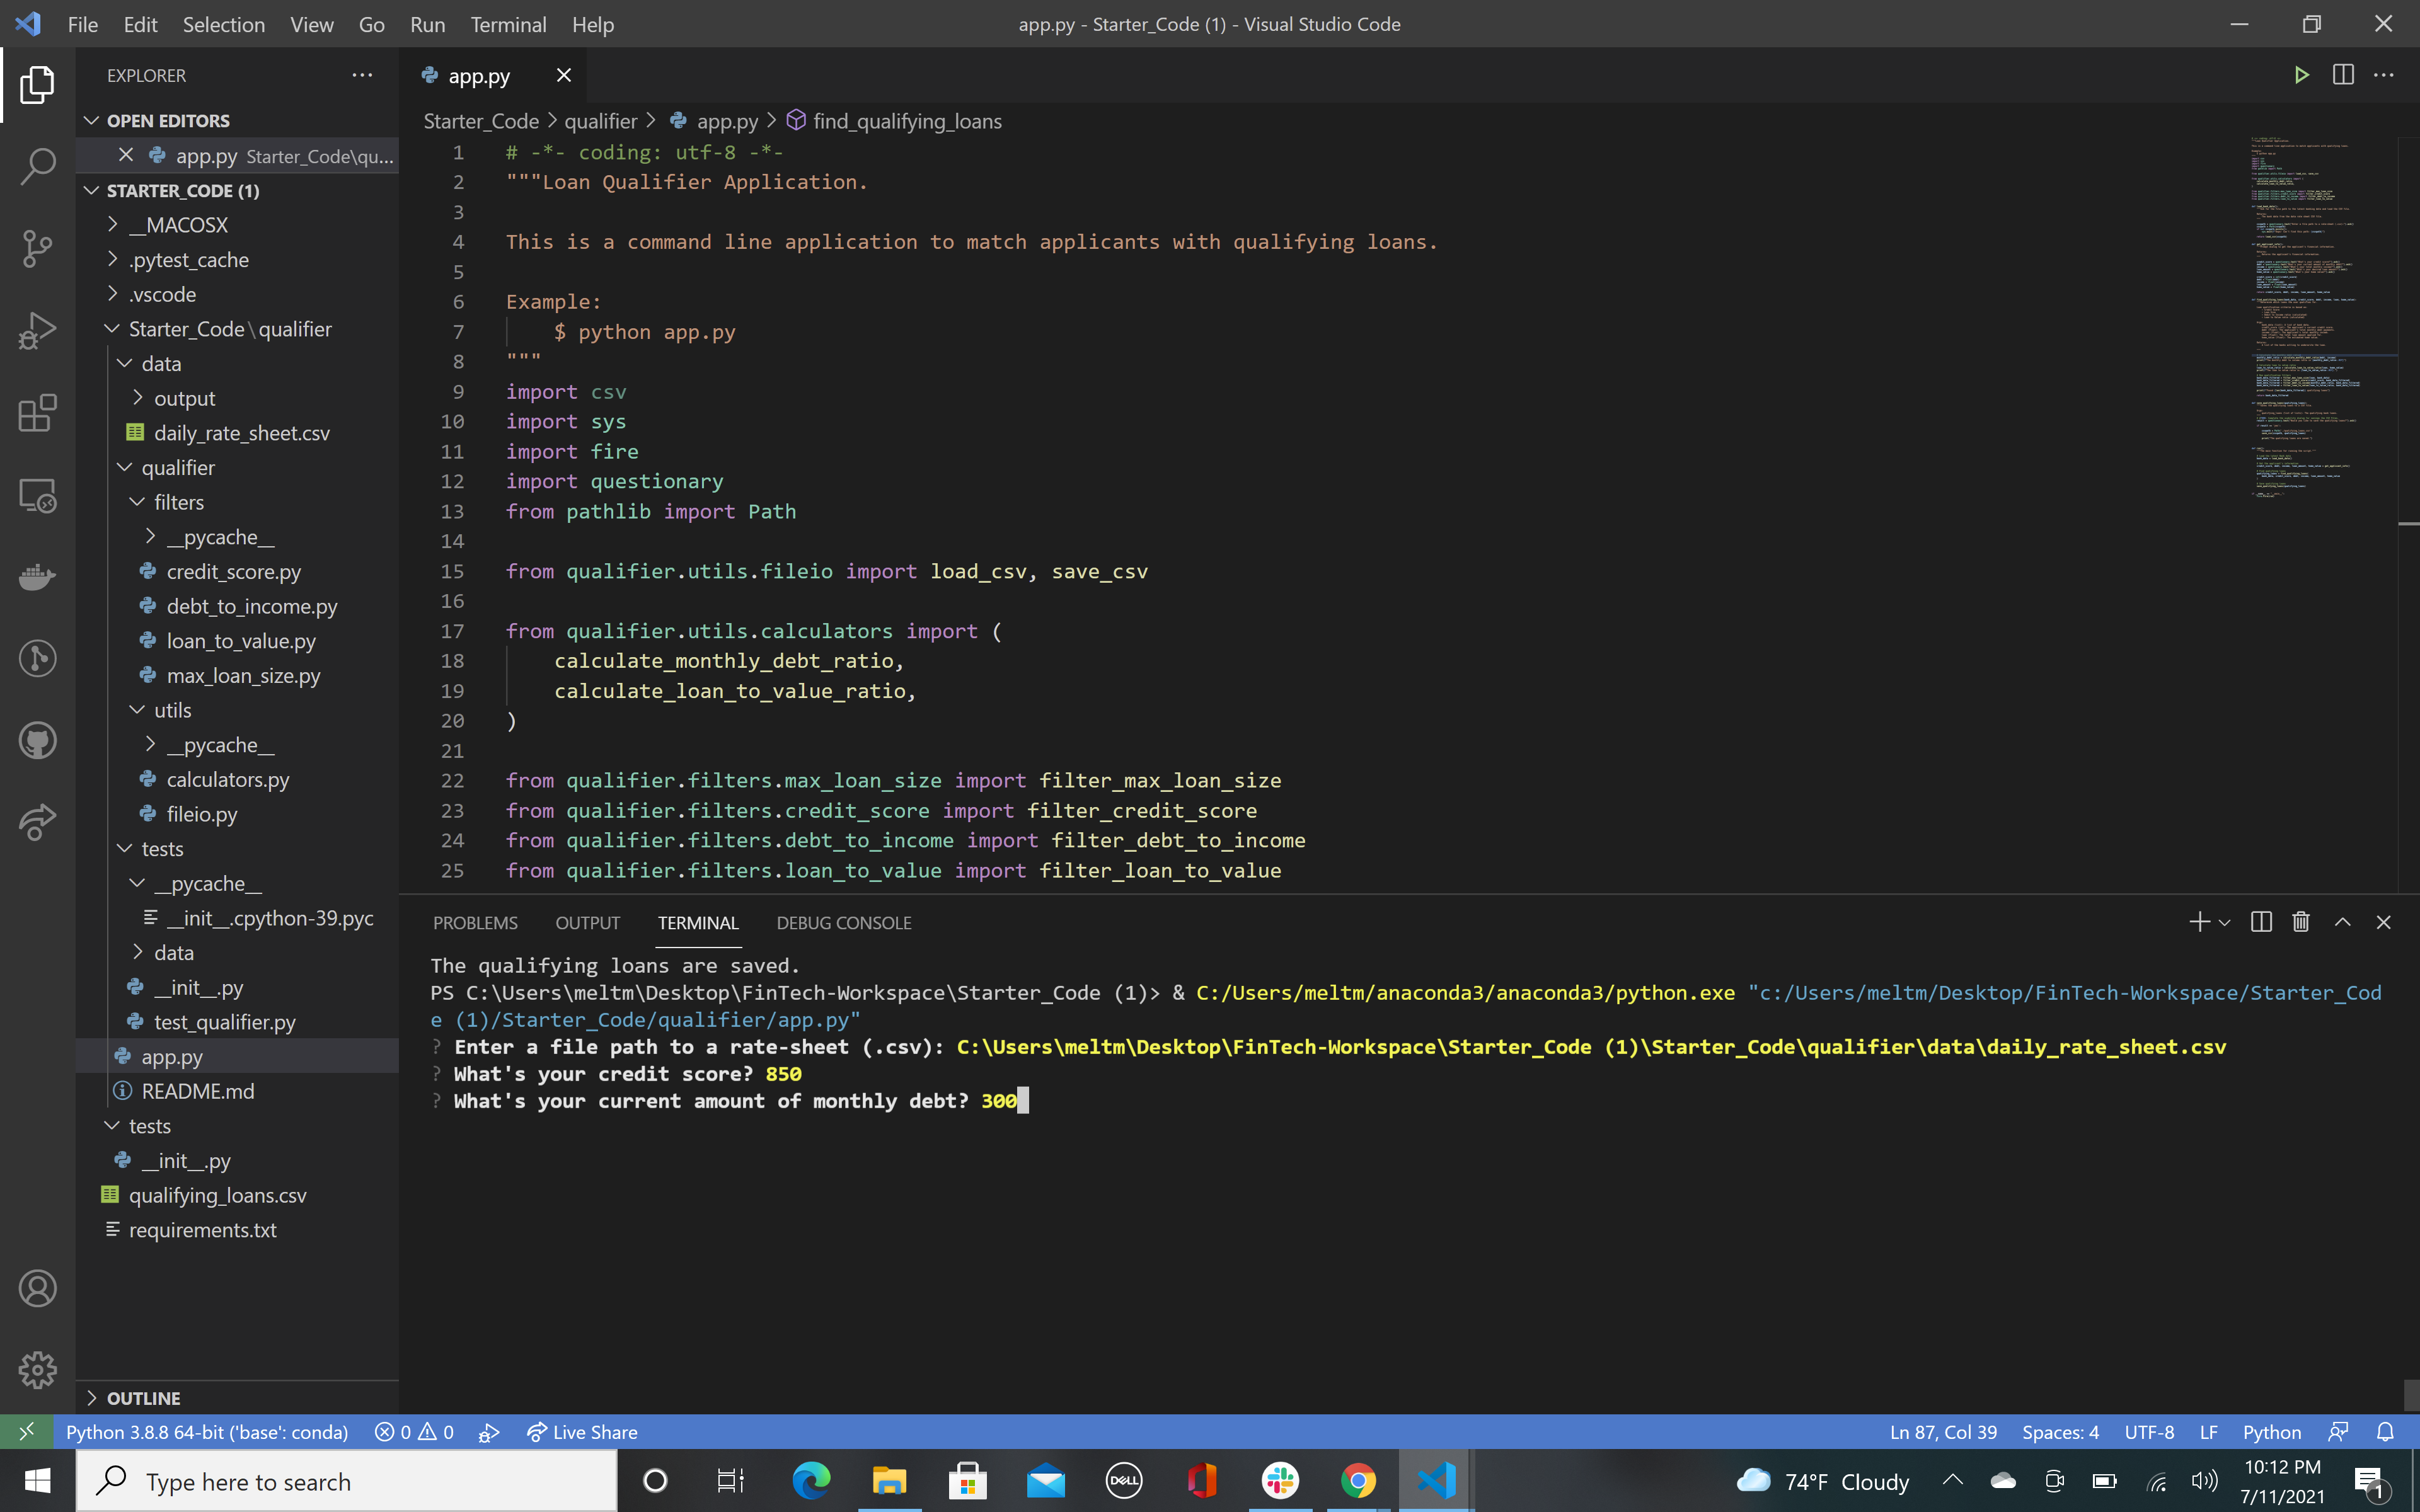 File Edit Selection View Go Run Terminal Help
app.py - Starter_Code (1) - Visual Studio Code
EXPLORER
OPEN EDITORS
app.py Starter_Code\qu...
STARTER_CODE (1)
__MACOSX
.pytest_cache
.vscode
Starter_Code\qualifier
data
output
daily_rate_sheet.csv
qualifier
filters
__pycache__
credit_score.py
debt_to_income.py
loan_to_value.py
max_loan_size.py
utils
__pycache__
calculators.py
fileio.py
tests
__pycache__
__init__.cpython-39.pyc
data
__init__.py
test_qualifier.py
app.py
README.md
tests
__init__.py
qualifying_loans.csv
requirements.txt
OUTLINE
app.py
Starter_Code > qualifier > app.py > find_qualifying_loans
1 # -*- coding: utf-8 -*-
2 """Loan Qualifier Application.
3
4 This is a command line application to match applicants with qualifying loans.
5
6 Example:
7 $ python app.py
8 """
9 import csv
10 import sys
11 import fire
12 import questionary
13 from pathlib import Path
14
15 from qualifier.utils.fileio import load_csv, save_csv
16
17 from qualifier.utils.calculators import (
18 calculate_monthly_debt_ratio,
19 calculate_loan_to_value_ratio,
20 )
21
22 from qualifier.filters.max_loan_size import filter_max_loan_size
23 from qualifier.filters.credit_score import filter_credit_score
24 from qualifier.filters.debt_to_income import filter_debt_to_income
25 from qualifier.filters.loan_to_value import filter_loan_to_value
PROBLEMS OUTPUT TERMINAL DEBUG CONSOLE
The qualifying loans are saved.
PS C:\Users\meltm\Desktop\FinTech-Workspace\Starter_Code (1)> & C:/Users/meltm/anaconda3/anaconda3/python.exe "c:/Users/meltm/Desktop/FinTech-Workspace/Starter_Cod
e (1)/Starter_Code/qualifier/app.py"
? Enter a file path to a rate-sheet (.csv): C:\Users\meltm\Desktop\FinTech-Workspace\Starter_Code (1)\Starter_Code\qualifier\data\daily_rate_sheet.csv
? What's your credit score? 850
? What's your current amount of monthly debt? 300
Python 3.8.8 64-bit ('base': conda) 0 0 Live Share Ln 87, Col 39 Spaces: 4 UTF-8 LF Python
Type here to search
DELL
74°F Cloudy
10:12 PM
7/11/2021
1